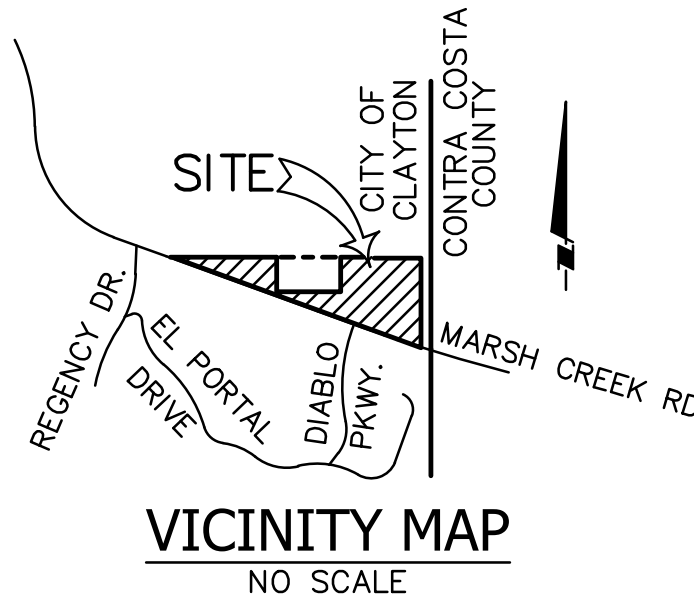 CITY OF
CLAYTON
CONTRA COSTA
COUNTY
SITE
MARSH CREEK RD
REGENCY DR.
EL PORTAL
DRIVE
DIABLO
PKWY.
VICINITY MAP
NO SCALE